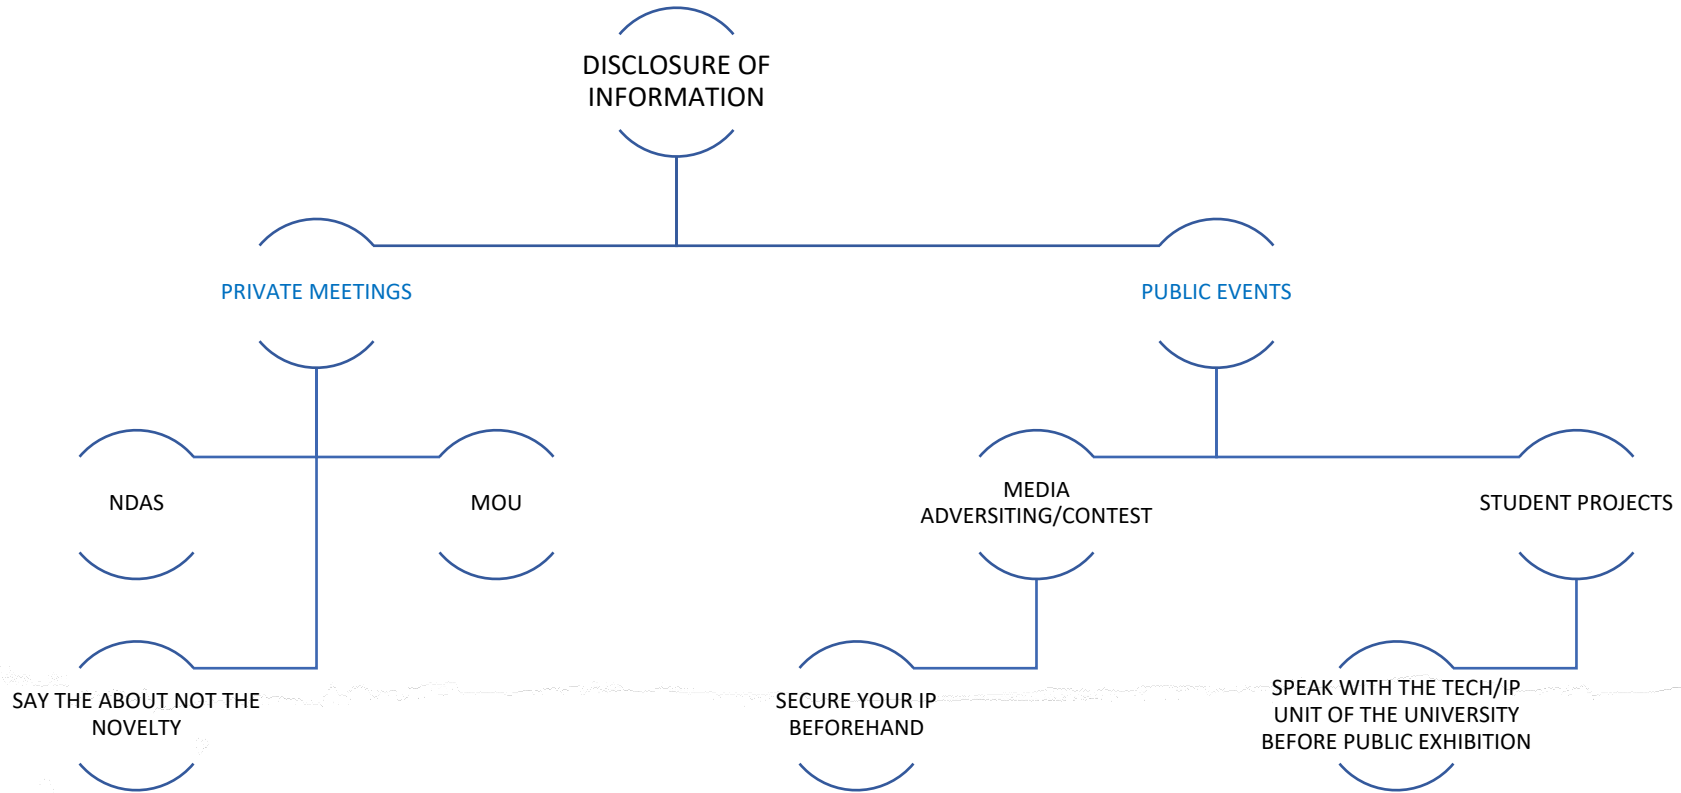 DISCLOSURE OF
INFORMATION
PRIVATE MEETINGS
PUBLIC EVENTS
NDAS
MOU
MEDIA
ADVERSITING/CONTEST
STUDENT PROJECTS
SAY THE ABOUT NOT THE
NOVELTY
SECURE YOUR IP
BEFOREHAND
SPEAK WITH THE TECH/IP
UNIT OF THE UNIVERSITY
BEFORE PUBLIC EXHIBITION